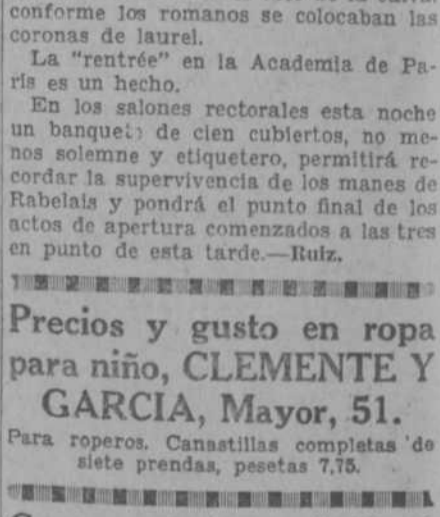 conforme los romanos se colocaban las
coronas de laurel.
La "rentrée" en la Academia de Pa-
rís es un hecho.
En los salones rectorales esta noche
un banquete de cien cubiertos, no me-
nos solemne y etiquetero, permitirá re-
cordar la supervivencia de los manes de
Rabelais y pondrá el punto final de los
actos de apertura comenzados a las tres
en punto de esta tarde.—Ruiz.
Precios y gusto en ropa
para niño, CLEMENTE Y
GARCIA, Mayor, 51.
Para roperos. Canastillas completas de
siete prendas, pesetas 7,75.